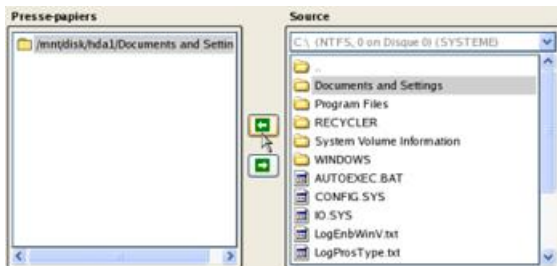 Presse-papiers
/mnt/disk/hda1/Documents and Settin
Source
C:\ (NTFS, 0 on Disque 0) (SYSTEME)
..
Documents and Settings
Program Files
RECYCLER
System Volume Information
WINDOWS
AUTOEXEC.BAT
CONFIG.SYS
IO.SYS
LogEnbWinV.txt
LogProsType.txt